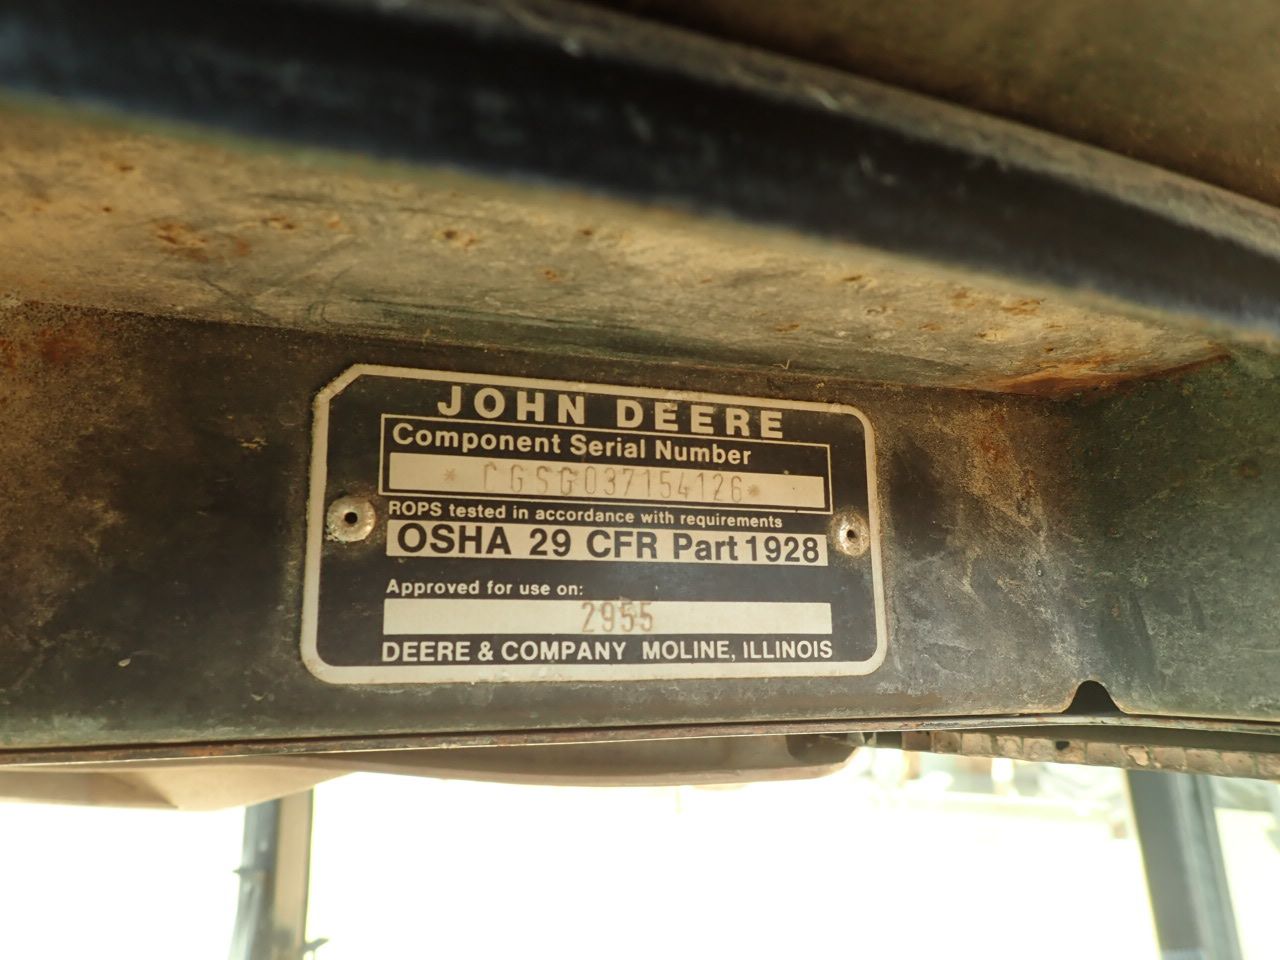 JOHN DEERE
Component Serial Number
* CGSG037154126 *
ROPS tested in accordance with requirements
OSHA 29 CFR Part 1928
Approved for use on:
2955
DEERE & COMPANY MOLINE, ILLINOIS